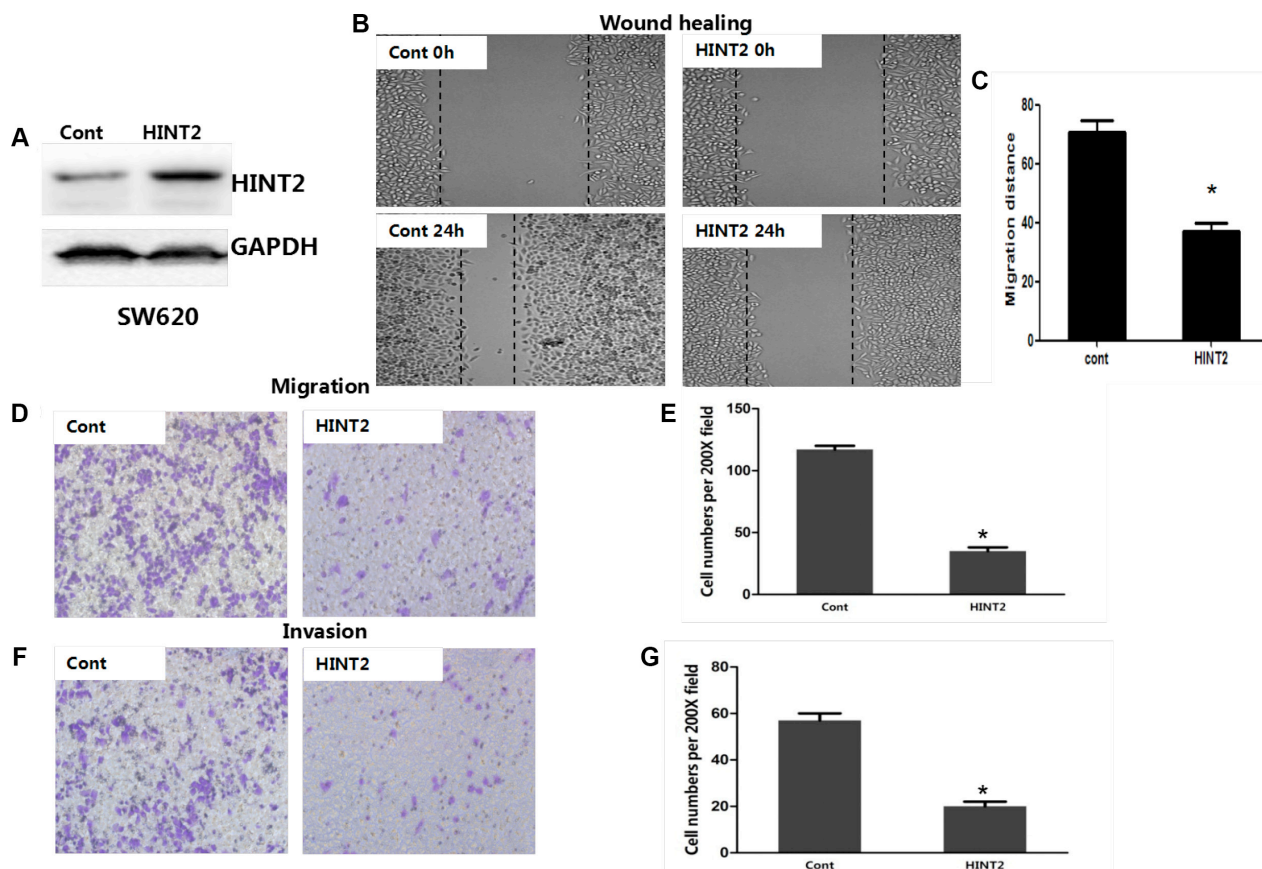 A
Cont HINT2
HINT2
GAPDH
SW620
B
Wound healing
Cont 0h
HINT2 0h
Cont 24h
HINT2 24h
C
Migration distance
80
60
40
20
0
*
cont
HINT2
Migration
D
Cont
HINT2
E
Cell numbers per 200X field
150
100
50
0
*
Cont
HINT2
Invasion
F
Cont
HINT2
G
Cell numbers per 200X field
80
60
40
20
0
*
Cont
HINT2